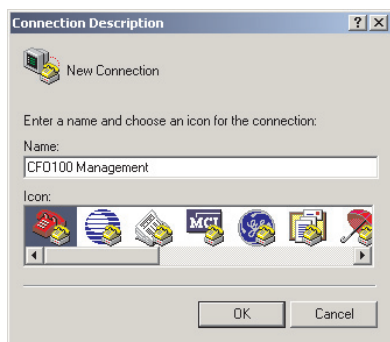 Connection Description
New Connection
Enter a name and choose an icon for the connection:
Name:
CFO100 Management
Icon:
MCI
OK
Cancel